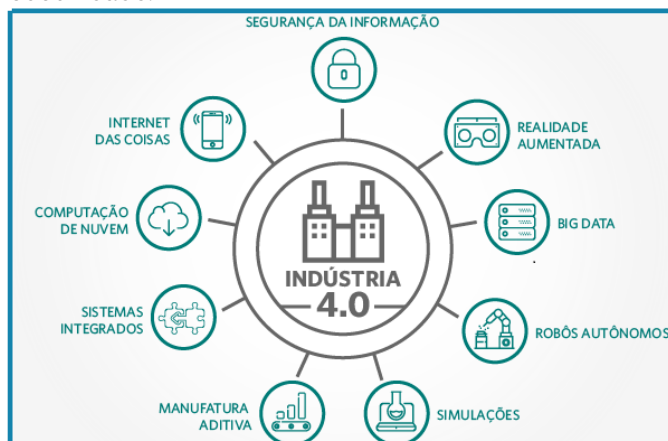 SEGURANÇA DA INFORMAÇÃO
INTERNET
DAS COISAS
REALIDADE
AUMENTADA
COMPUTAÇÃO
DE NUVEM
BIG DATA
INDÚSTRIA
4.0
SISTEMAS
INTEGRADOS
ROBÔS AUTÔNOMOS
MANUFATURA
ADITIVA
SIMULAÇÕES